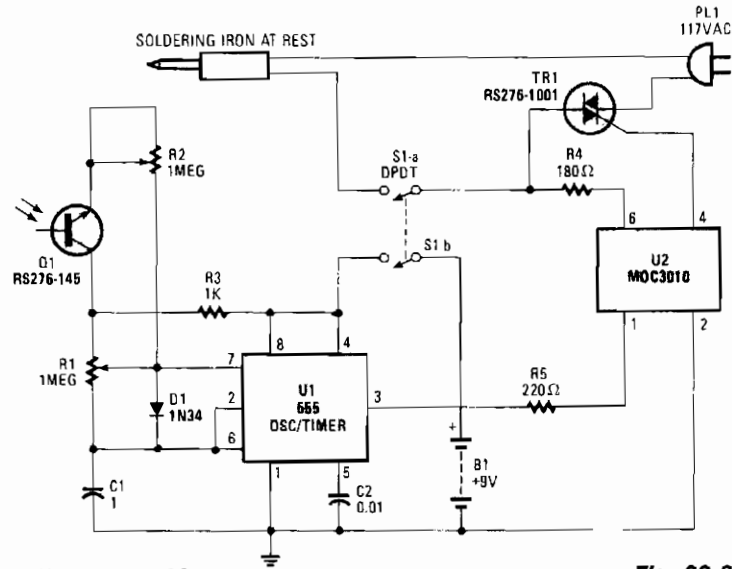 PL1
117VAC
SOLDERING IRON AT REST
TR1
RS276-1001
R2
1MEG
S1-a
DPDT
R4
180Ω
6
4
Q1
RS276-145
S1 b
U2
MOC3010
R3
1K
1
2
8
4
R1
1MEG
7
U1
555
OSC/TIMER
R5
220Ω
D1
1N34
2
3
6
+
B1
+9V
C1
1
1
5
C2
0.01